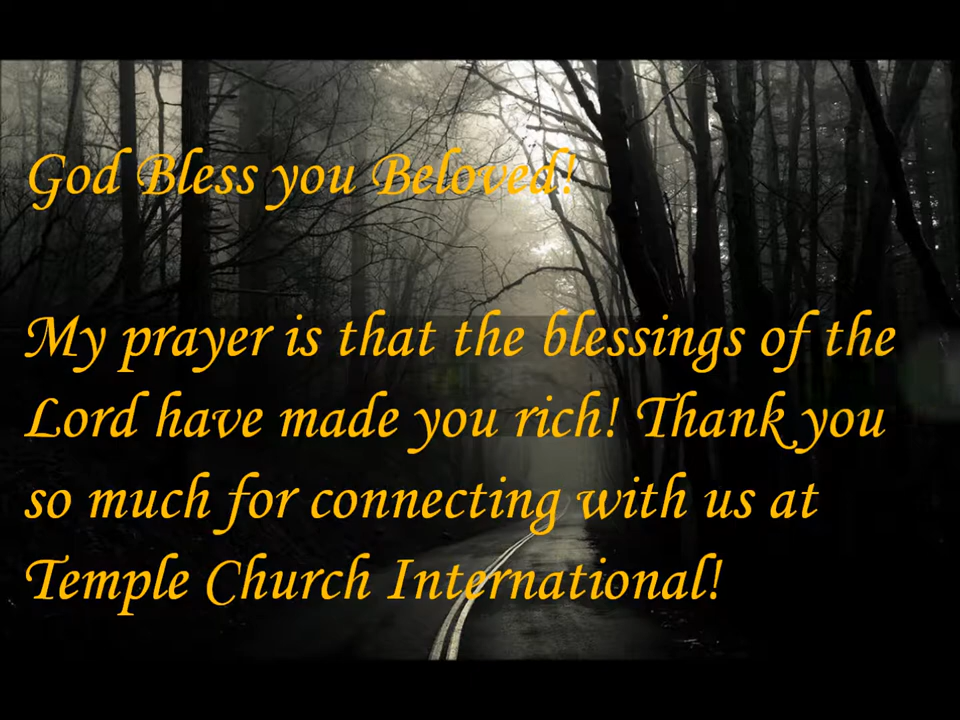 God Bless you Beloved!
My prayer is that the blessings of the
Lord have made you rich! Thank you
so much for connecting with us at
Temple Church International!